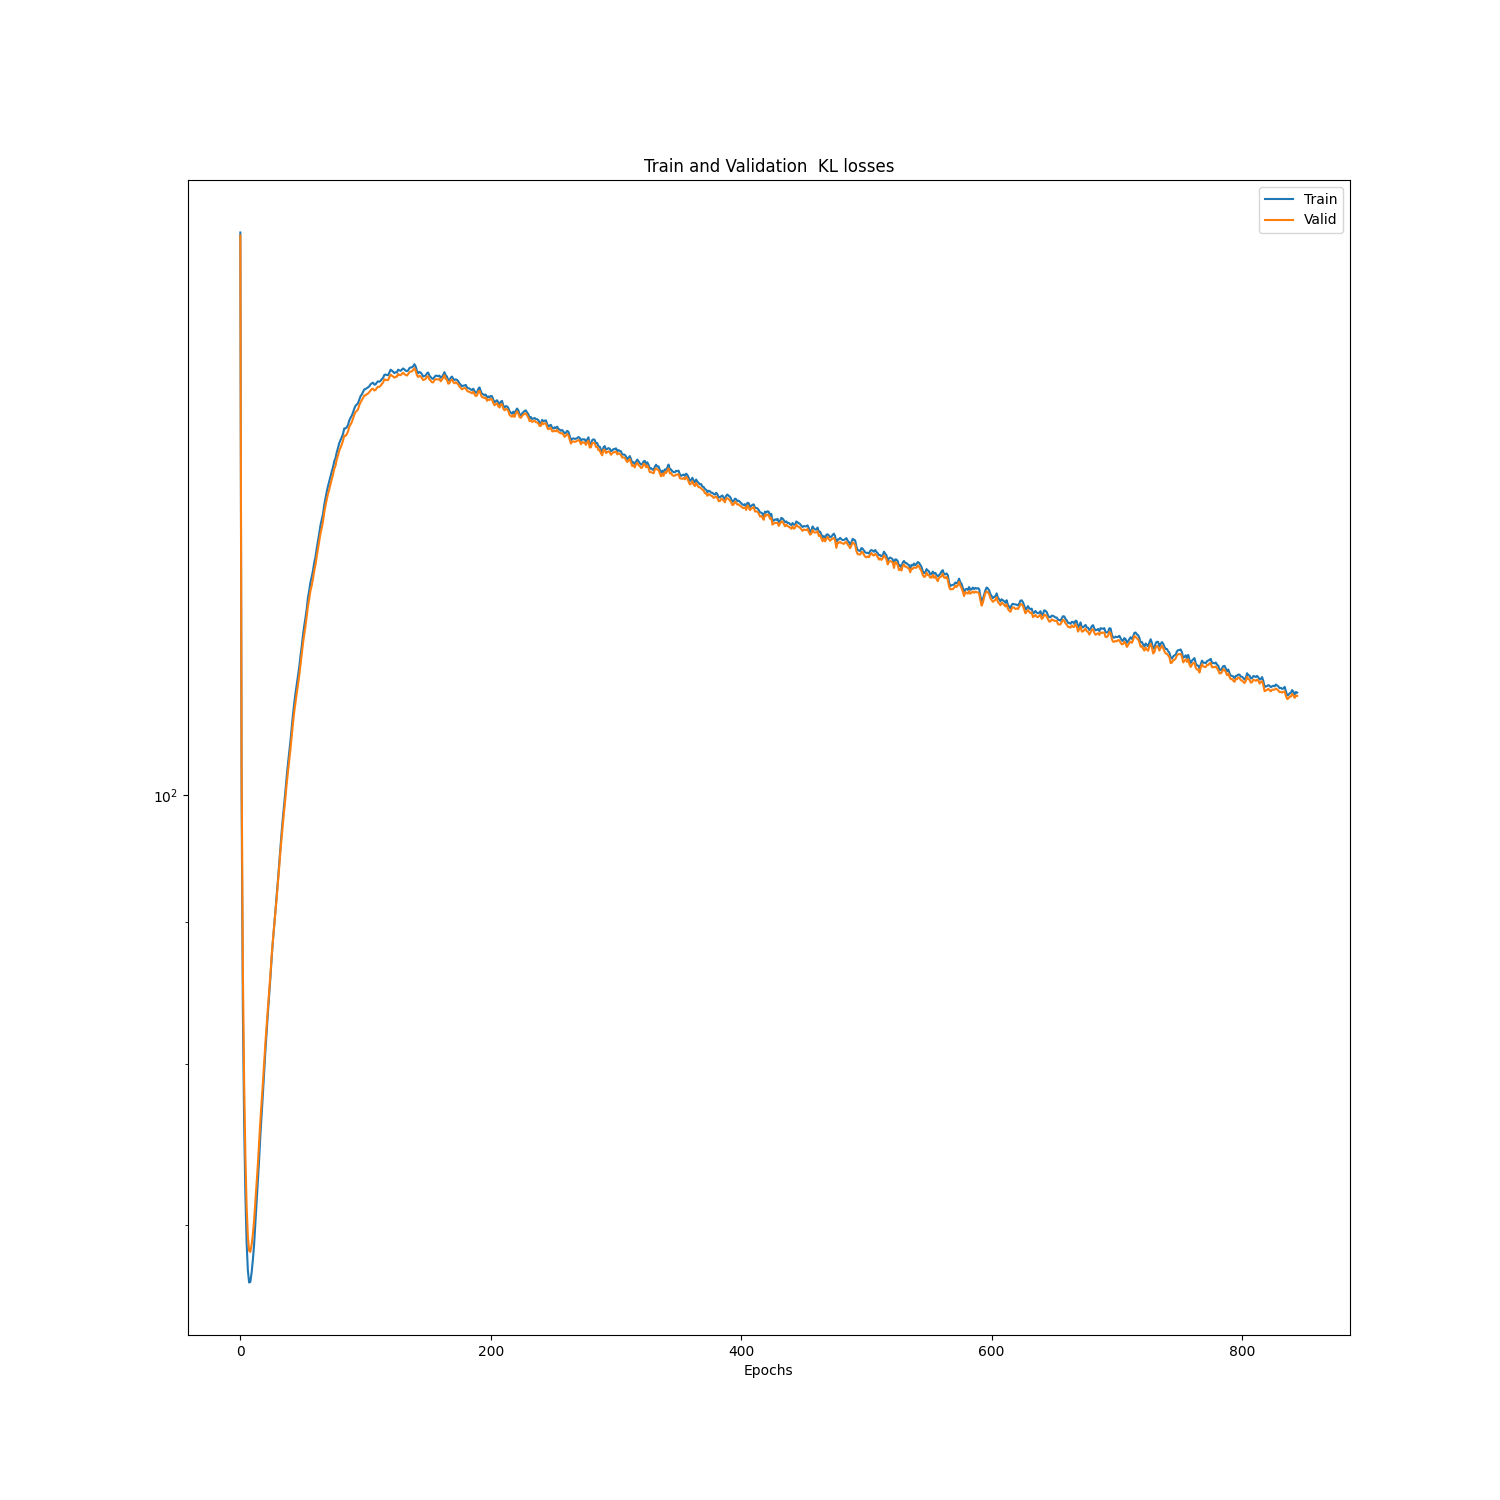 Train and Validation  KL losses
Train
Valid
10²
0 200 400 600 800
Epochs